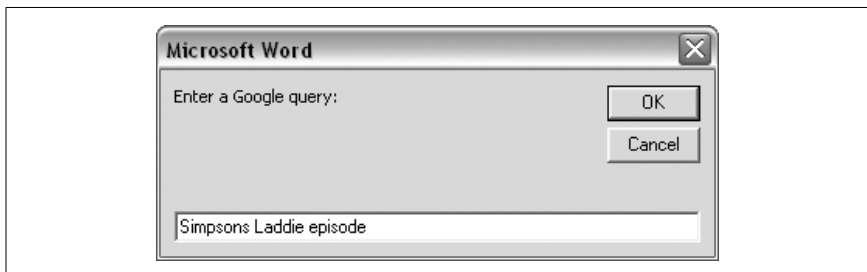 Microsoft Word
Enter a Google query:
OK
Cancel
Simpsons Laddie episode